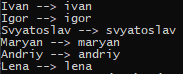 Ivan --> ivan
Igor --> igor
Svyatoslav --> svyatoslav
Maryan --> maryan
Andriy --> andriy
Lena --> lena